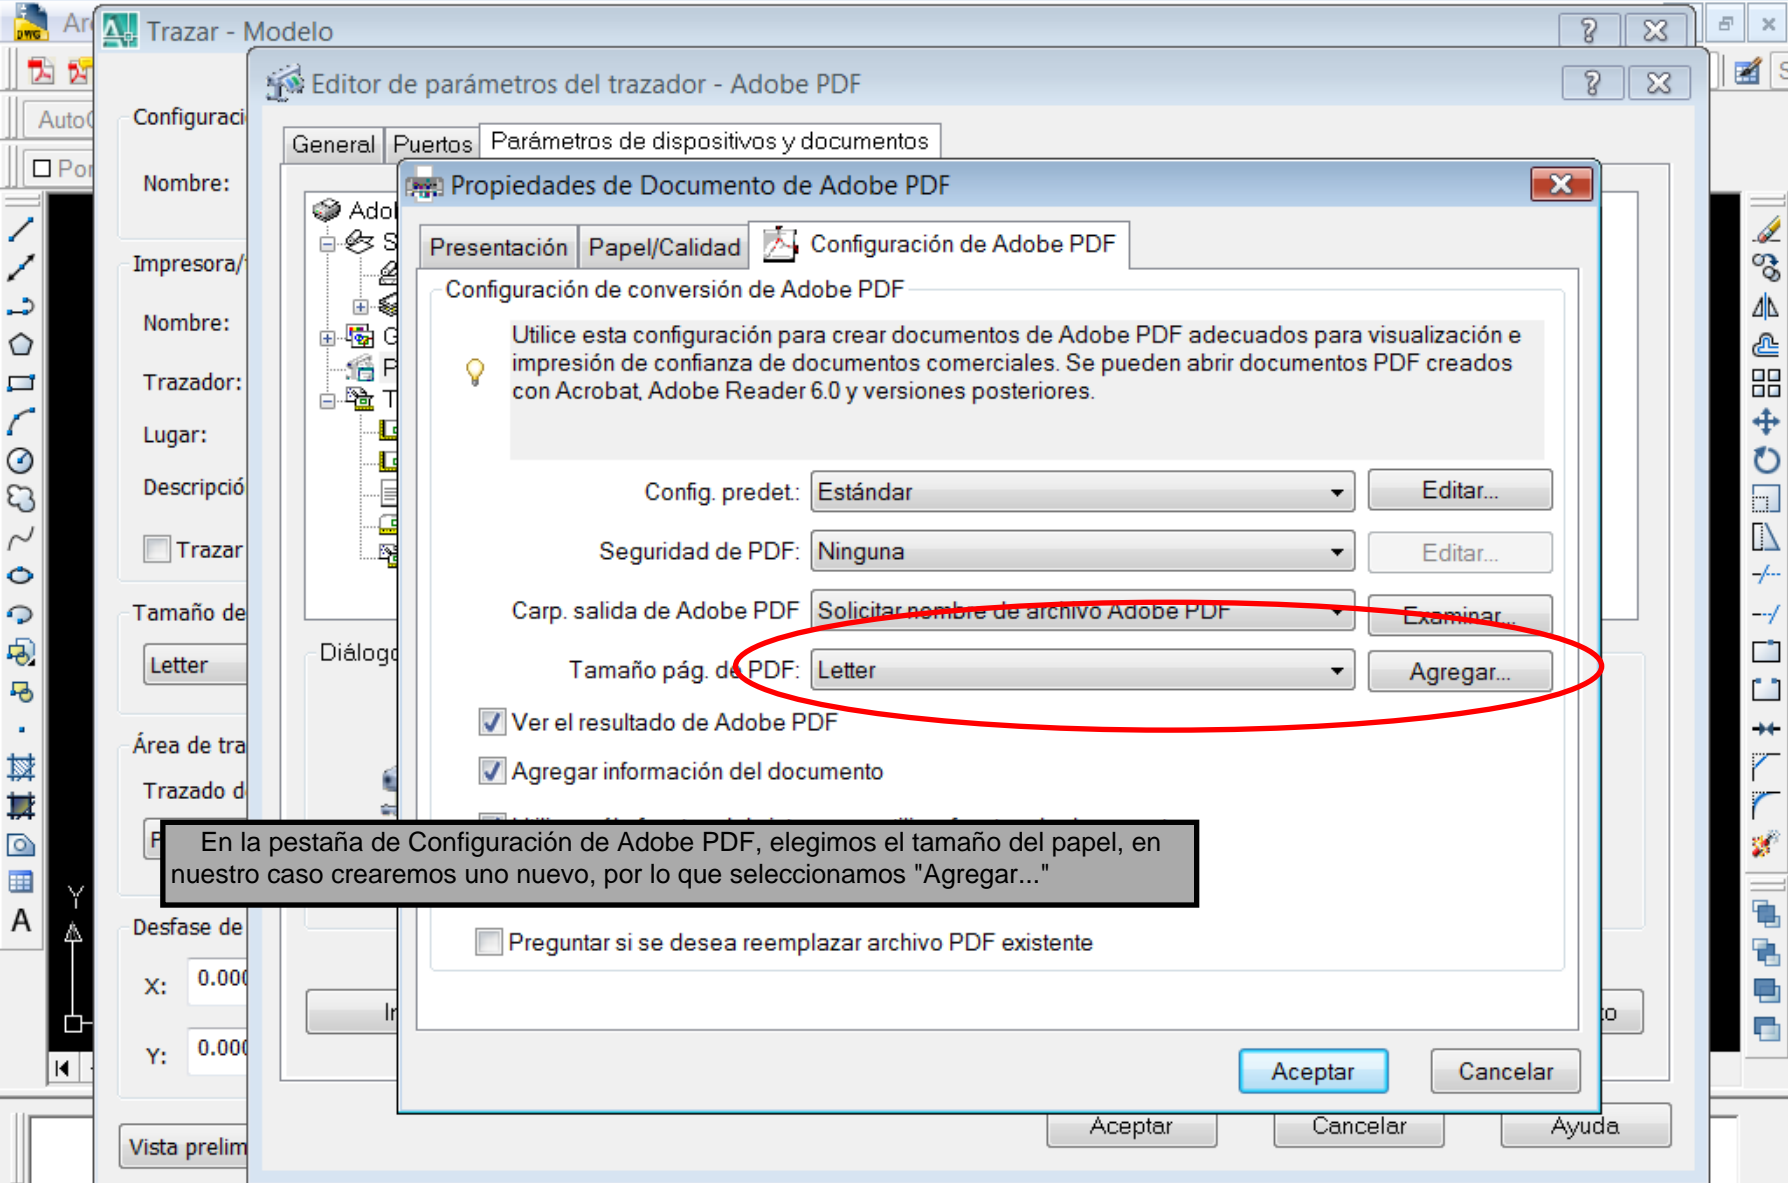 Trazar - Modelo
Editor de parámetros del trazador - Adobe PDF
General Puertos Parámetros de dispositivos y documentos
Propiedades de Documento de Adobe PDF
Presentación Papel/Calidad Configuración de Adobe PDF
Configuración de conversión de Adobe PDF
Utilice esta configuración para crear documentos de Adobe PDF adecuados para visualización e
impresión de confianza de documentos comerciales. Se pueden abrir documentos PDF creados
con Acrobat, Adobe Reader 6.0 y versiones posteriores.
Config. predet.: Estándar Editar...
Seguridad de PDF: Ninguna Editar...
Carp. salida de Adobe PDF Solicitar nombre de archivo Adobe PDF Examinar...
Tamaño pág. de PDF: Letter Agregar...
Ver el resultado de Adobe PDF
Agregar información del documento
En la pestaña de Configuración de Adobe PDF, elegimos el tamaño del papel, en
nuestro caso crearemos uno nuevo, por lo que seleccionamos "Agregar..."
Preguntar si se desea reemplazar archivo PDF existente
Aceptar Cancelar
Aceptar Cancelar Ayuda
Nombre:
Impresora/
Nombre:
Trazador:
Lugar:
Trazar
Tamaño de
Letter
Área de
Desfase de
X: 0.000
Y: 0.000
Vista
DWG
A
Y